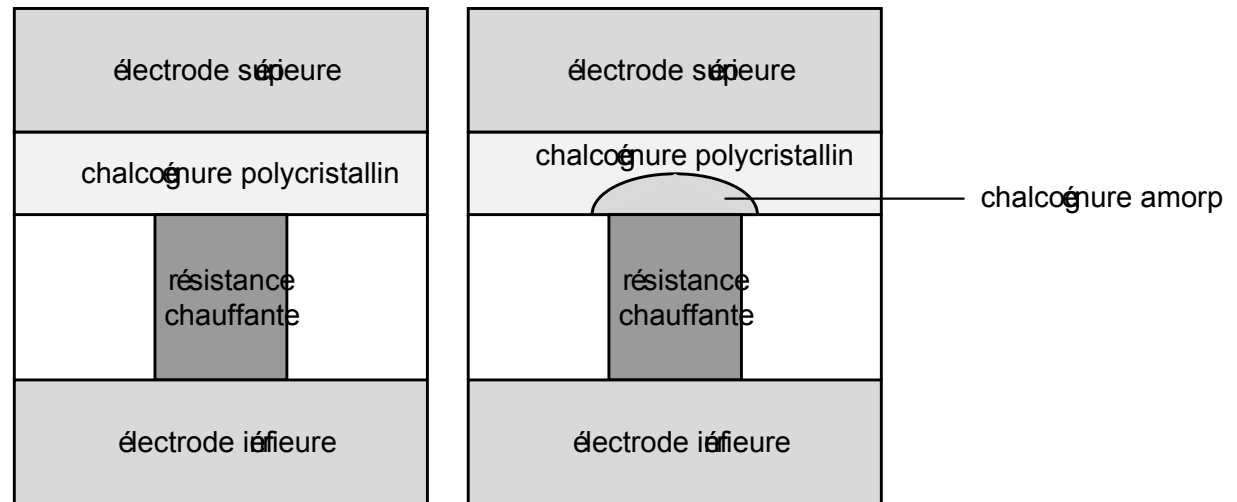 électrode supérieure
chalcogénure polycristallin
résistance
chauffante
électrode inférieure
électrode supérieure
chalcogénure polycristallin
chalcogénure amorp
résistance
chauffante
électrode inférieure